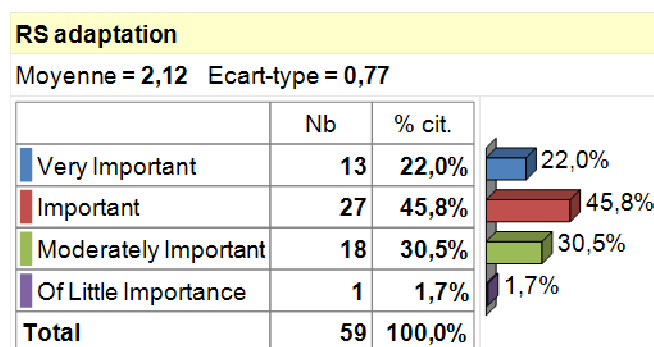 RS adaptation
Moyenne = 2,12 Ecart-type = 0,77
Nb % cit.
Very Important 13 22,0% 22,0%
Important 27 45,8% 45,8%
Moderately Important 18 30,5% 30,5%
Of Little Importance 1 1,7% 1,7%
Total 59 100,0%